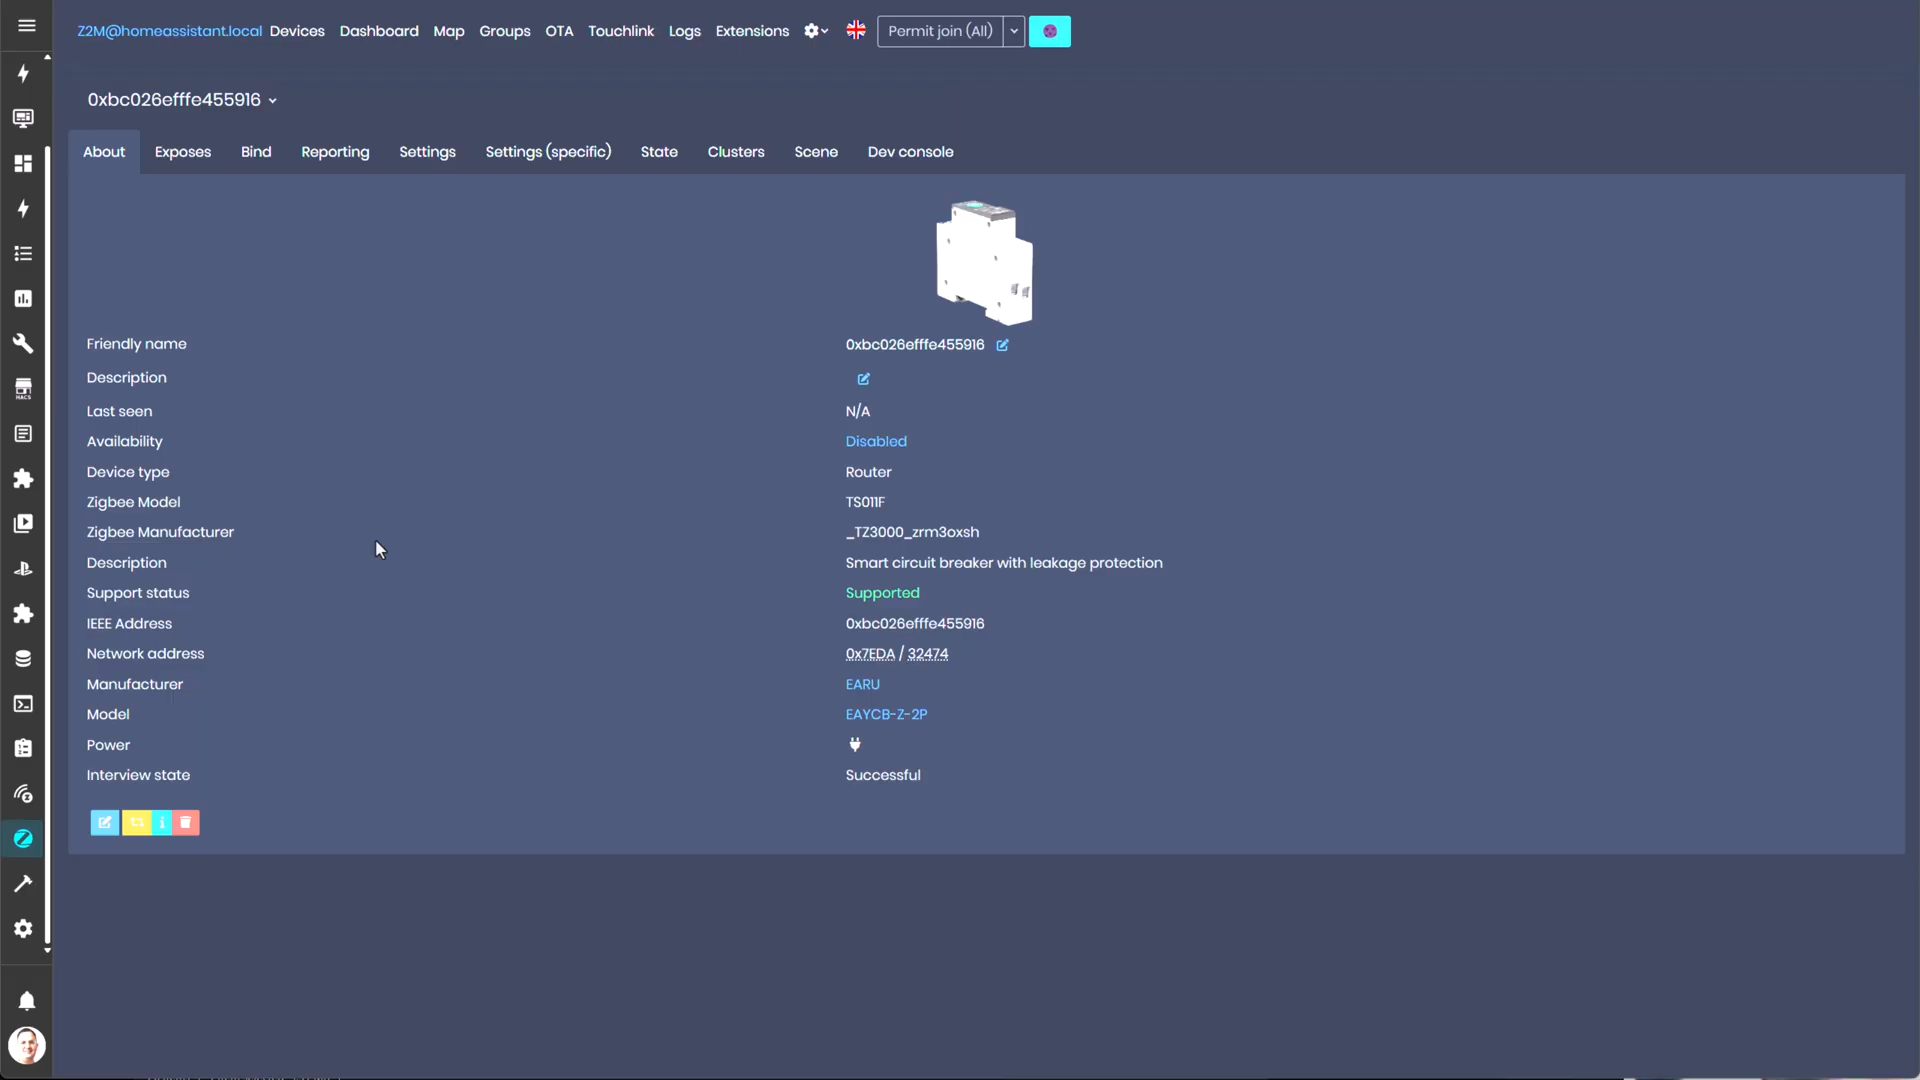 Z2M@homeassistant.local Devices Dashboard Map Groups OTA Touchlink Logs Extensions Permit join (All)
0xbc026efffe455916
About Exposes Bind Reporting Settings Settings (specific) State Clusters Scene Dev console
Friendly name 0xbc026efffe455916
Description
Last seen N/A
Availability Disabled
Device type Router
Zigbee Model TS011F
Zigbee Manufacturer _TZ3000_zrm3oxsh
Description Smart circuit breaker with leakage protection
Support status Supported
IEEE Address 0xbc026efffe455916
Network address 0x7EDA / 32474
Manufacturer EARU
Model EAYCB-Z-2P
Power
Interview state Successful
HACS